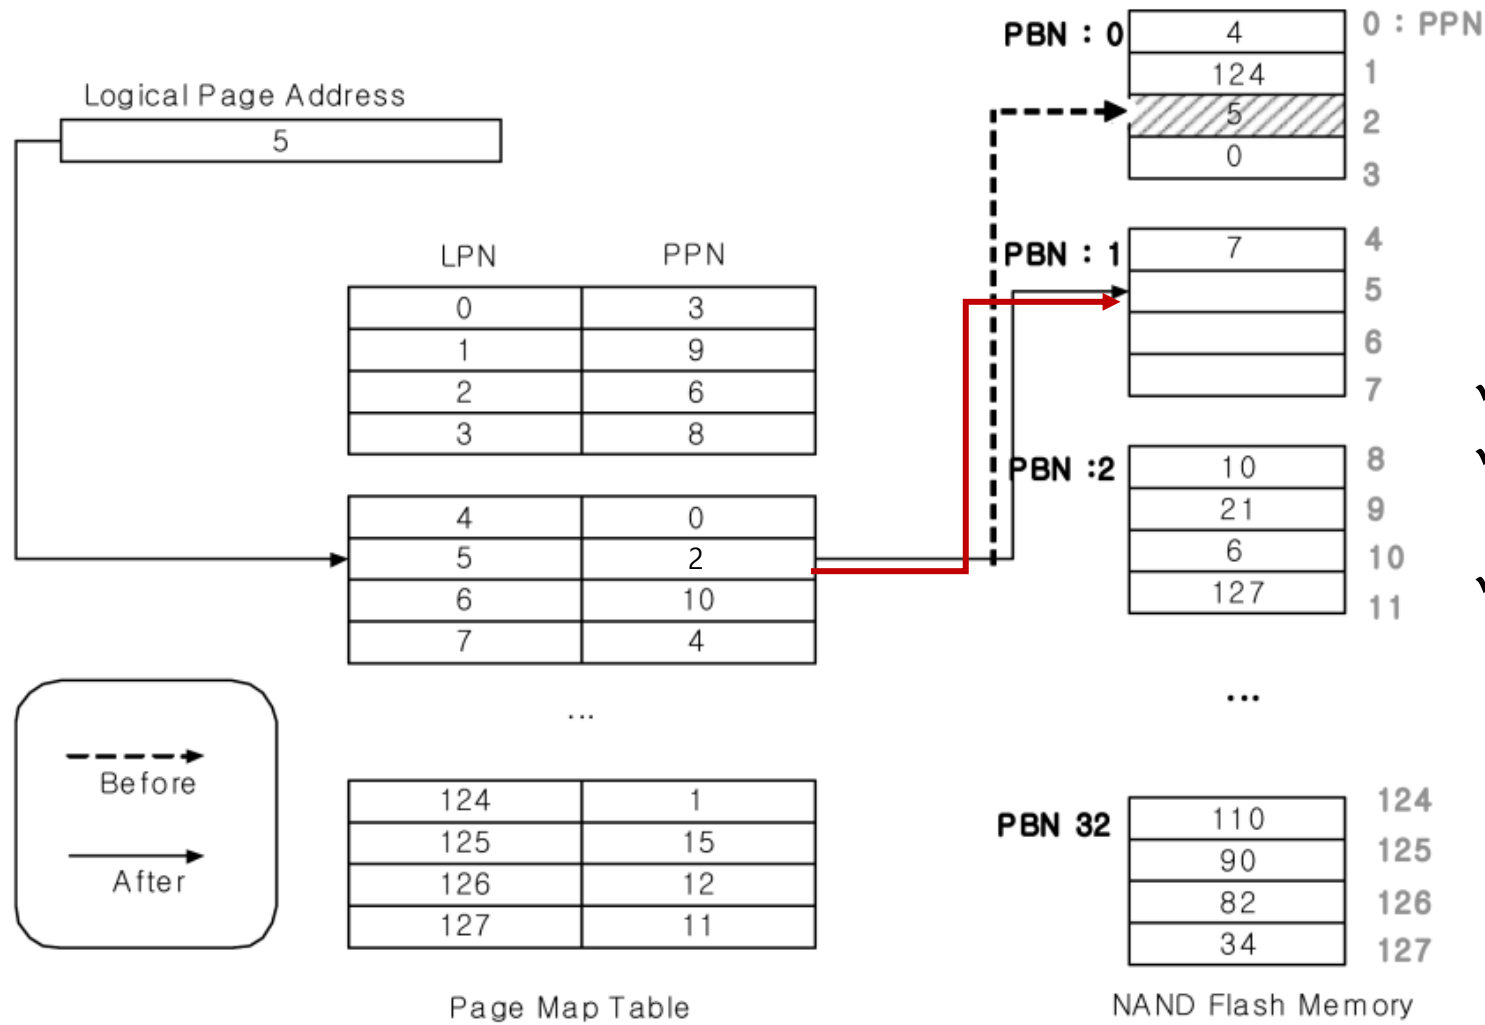 Logical Page Address
5
LPN PPN
0 3
1 9
2 6
3 8
4 0
5 2
6 10
7 4
...
124 1
125 15
126 12
127 11
Page Map Table
Before
After
PBN : 0
4 0 : PPN
124 1
5 2
0 3
PBN : 1
7 4
5
6
7
PBN :2
10 8
21 9
6 10
127 11
...
PBN 32
110 124
90 125
82 126
34 127
NAND Flash Memory